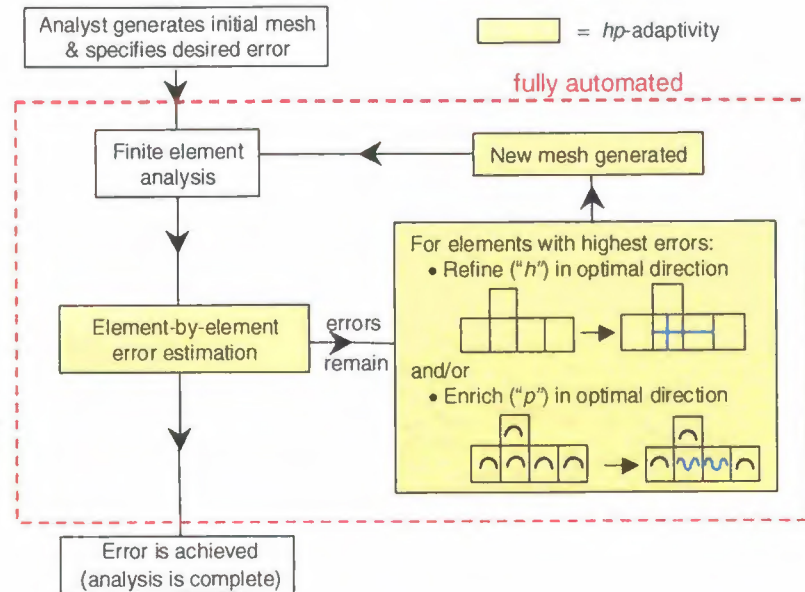 Analyst generates initial mesh
& specifies desired error
= hp-adaptivity
fully automated
Finite element
analysis
New mesh generated
For elements with highest errors:
• Refine ("h") in optimal direction
Element-by-element
error estimation
errors
remain
and/or
• Enrich ("p") in optimal direction
Error is achieved
(analysis is complete)